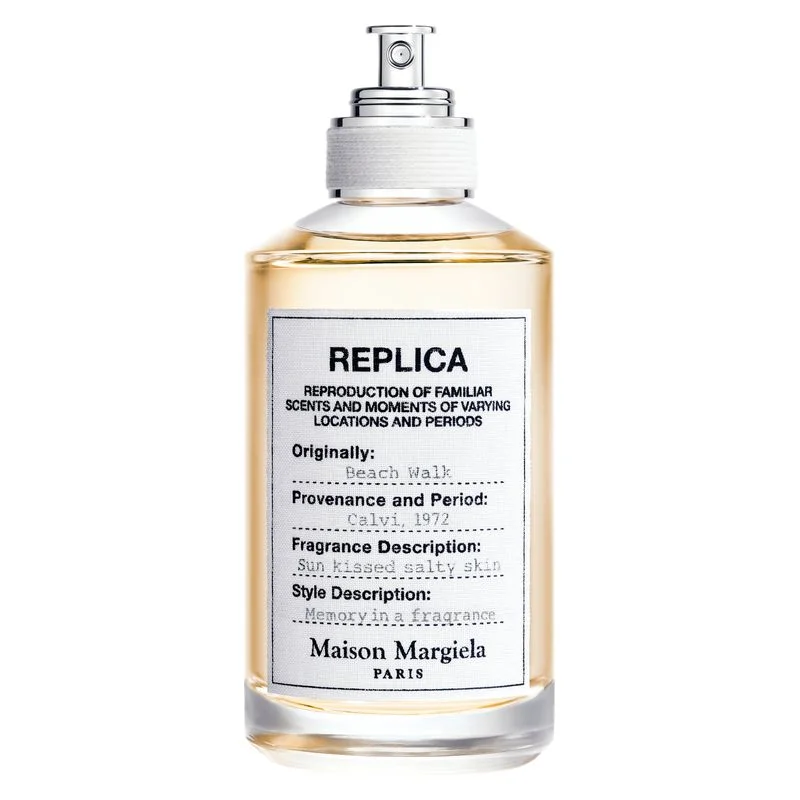 REPLICA
REPRODUCTION OF FAMILIAR
SCENTS AND MOMENTS OF VARYING
LOCATIONS AND PERIODS
Originally:
Beach Walk
Provenance and Period:
Calvi, 1972
Fragrance Description:
Sun kissed salty skin
Style Description:
Memory in a fragrance
Maison Margiela
PARIS